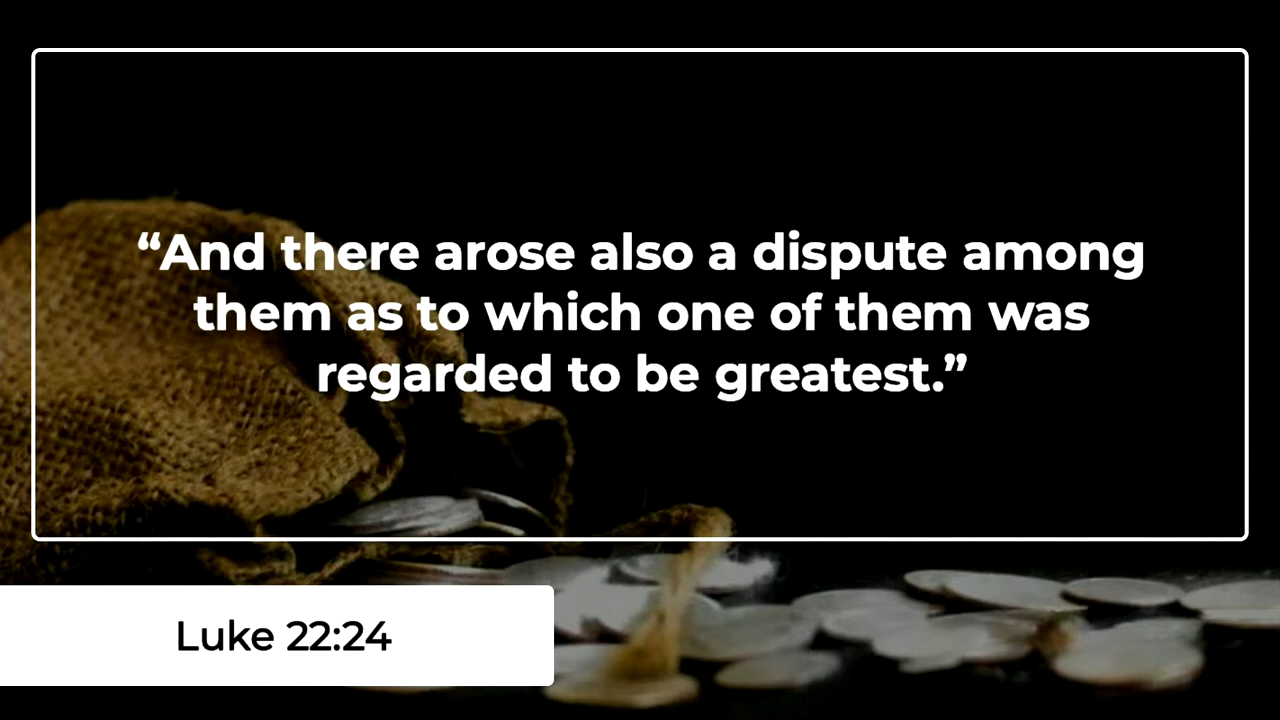 “And there arose also a dispute among
them as to which one of them was
regarded to be greatest.”
Luke 22:24